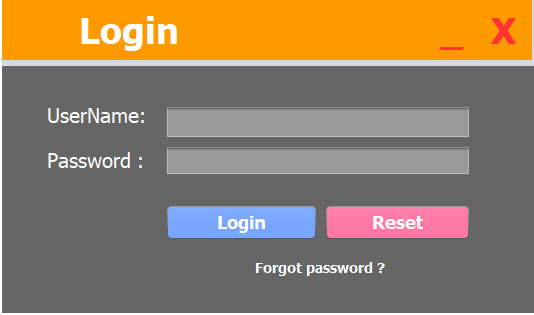 Login _ X
UserName:
Password :
Login Reset
Forgot password ?